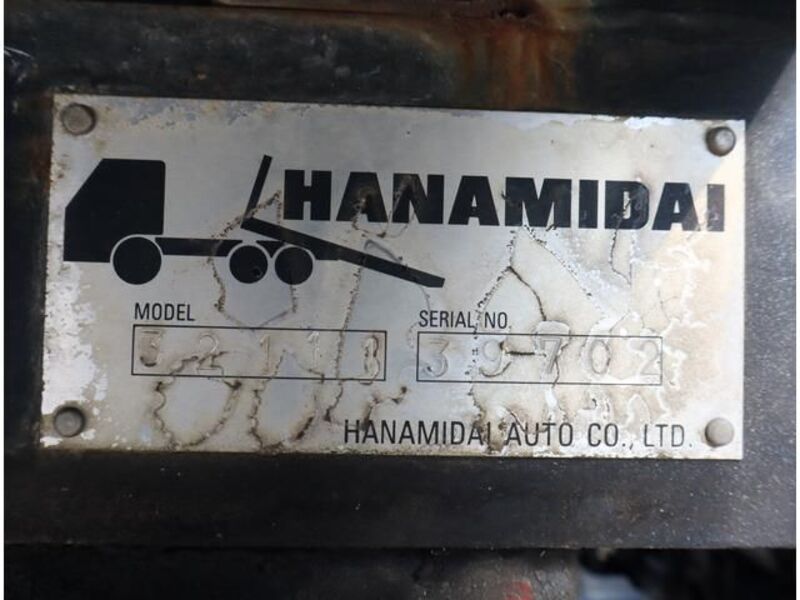 HANAMIDAI
MODEL
SERIAL NO
39702
HANAMIDAI AUTO CO., LTD.